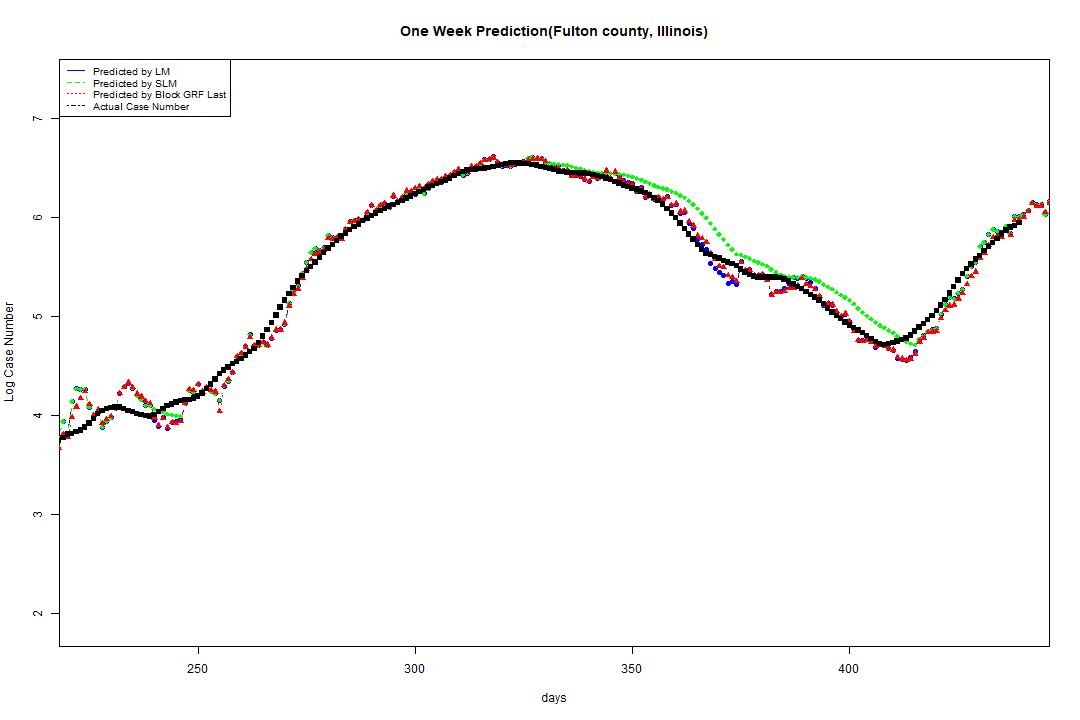 One Week Prediction(Fulton county, Illinois)
Predicted by LM
Predicted by SLM
Predicted by Block GRF Last
Actual Case Number
7
6
5
4
3
2
Log Case Number
250 300 350 400
days